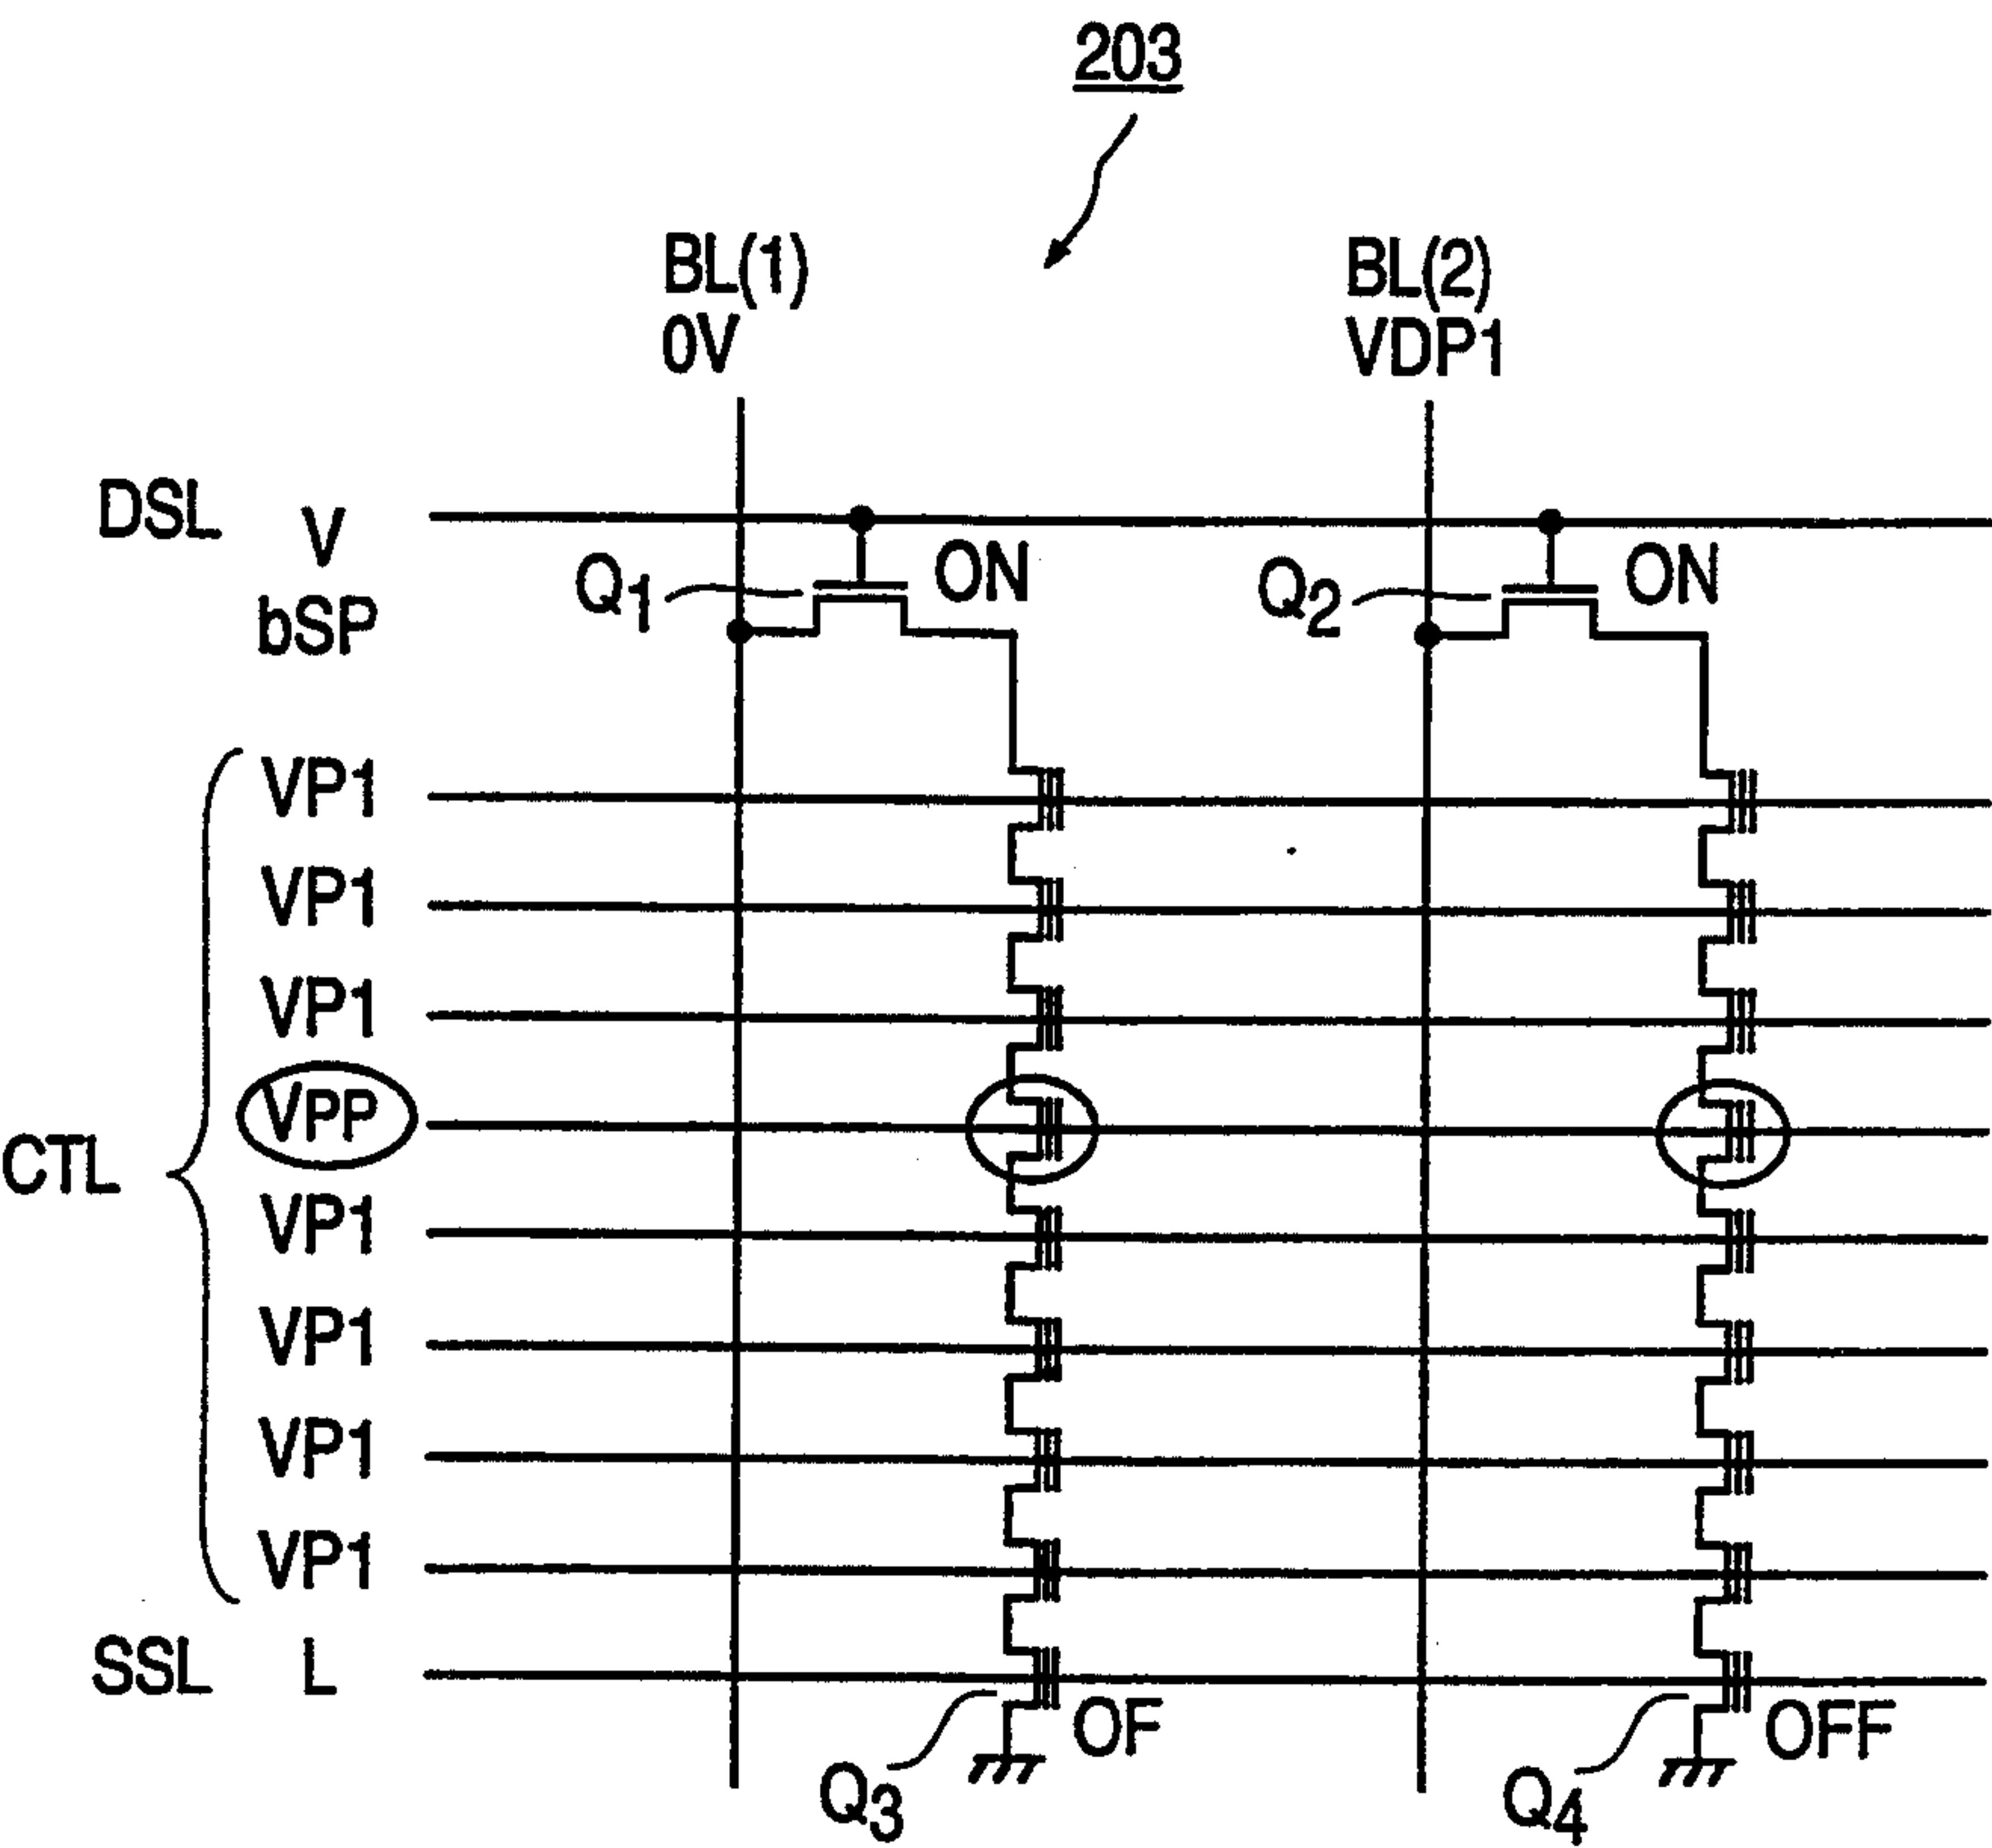 203
BL(1)
0V
BL(2)
VDP1
DSL
V
bSP
Q1
ON
Q2
ON
CTL
VP1
VP1
VP1
VPP
VP1
VP1
VP1
VP1
SSL L
Q3
OF
Q4
OFF